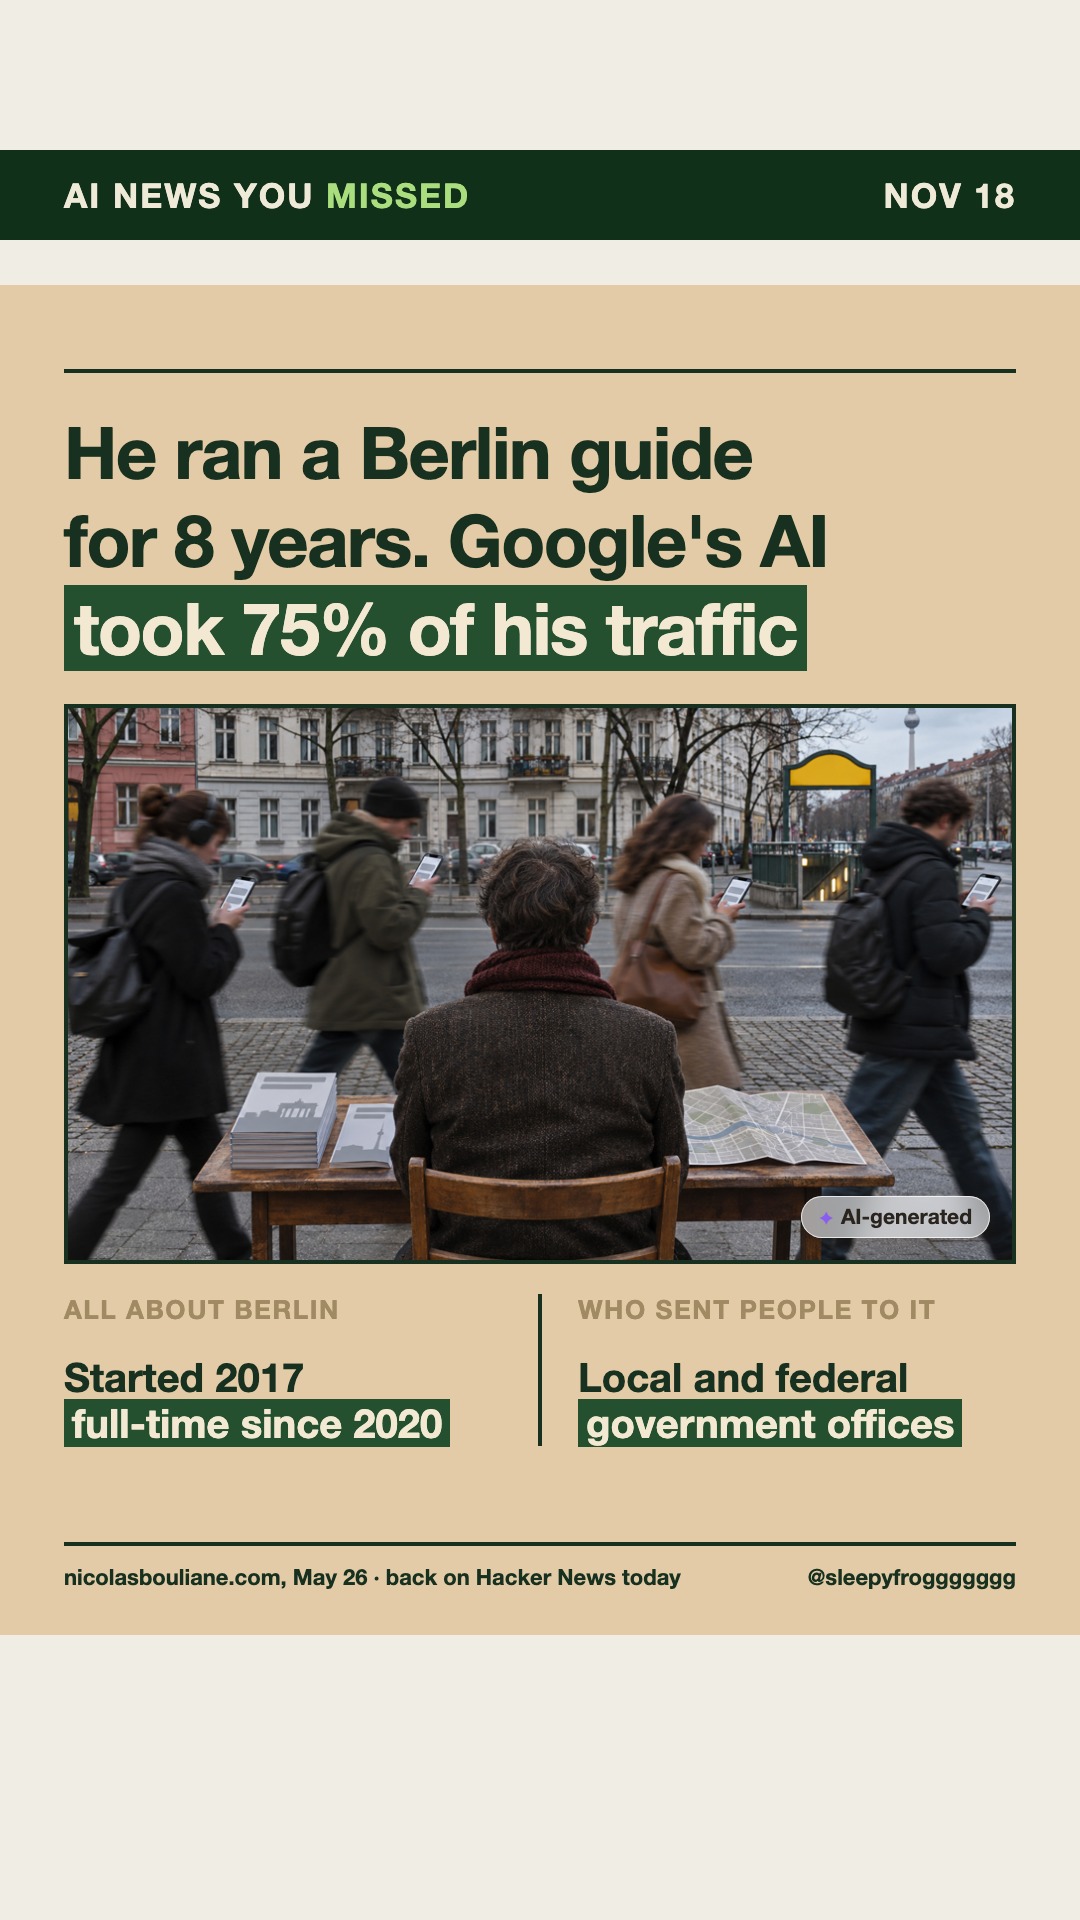 AI NEWS YOU MISSED
NOV 18
He ran a Berlin guide
for 8 years. Google's AI
took 75% of his traffic
AI-generated
ALL ABOUT BERLIN
Started 2017
full-time since 2020
WHO SENT PEOPLE TO IT
Local and federal
government offices
nicolasbouliane.com, May 26 · back on Hacker News today
@sleepyfroggggggg